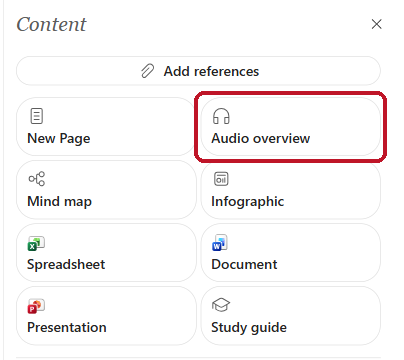 Content
Add references
New Page
Audio overview
Mind map
Infographic
Spreadsheet
Document
Presentation
Study guide